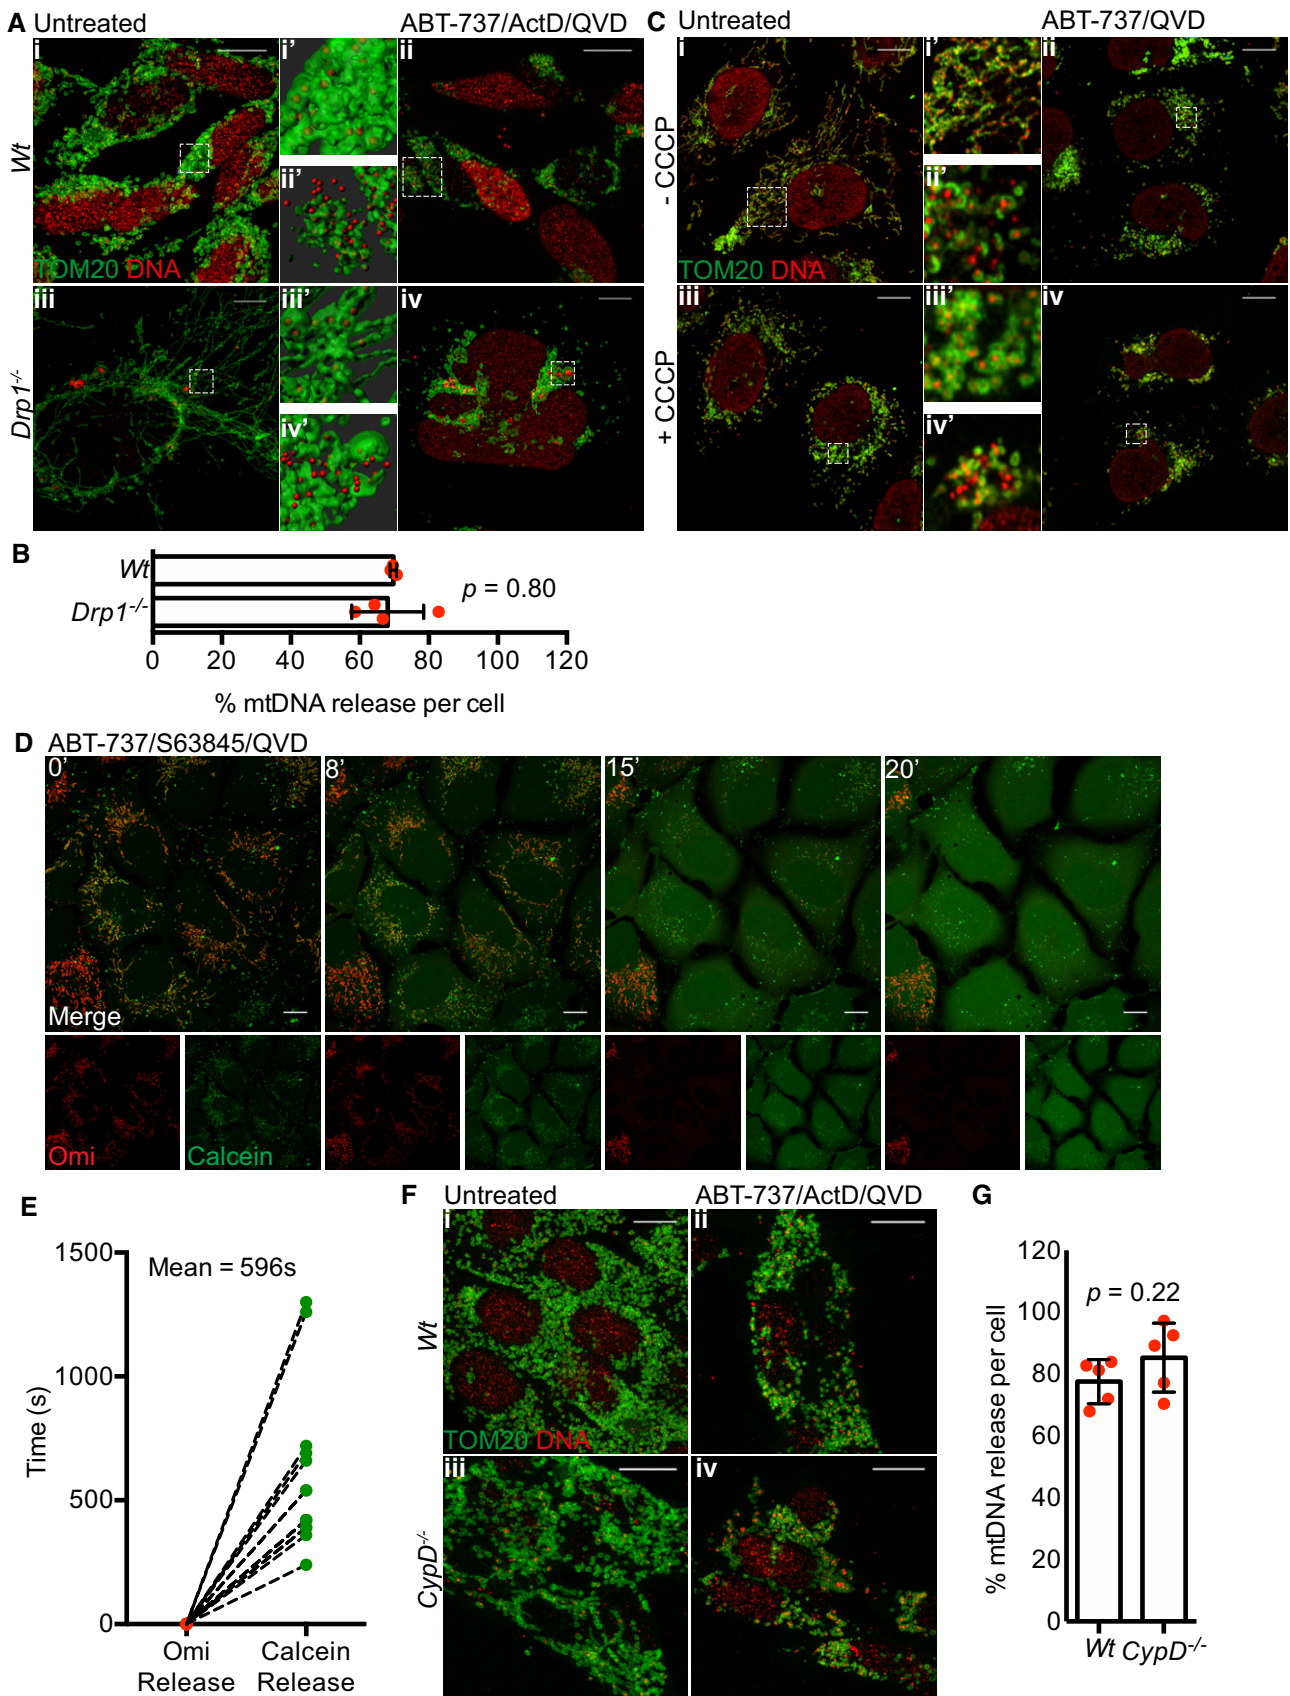 A Untreated
ABT-737/ActD/QVD
i
i’
ii
Wt
ii’
TOM20 DNA
iii
iii’
iv
Drp1-/-
iv’
C Untreated
ABT-737/QVD
i
i’
ii
- CCCP
ii’
TOM20 DNA
iii
iii’
iv
+ CCCP
iv’
B
Wt
Drp1-/-
p = 0.80
0 20 40 60 80 100 120
% mtDNA release per cell
D ABT-737/S63845/QVD
0’ 8’ 15’ 20’
Merge
Omi Calcein
E
1500
Mean = 596s
1000
500
0
Time (s)
Omi Release
Calcein Release
F Untreated
ABT-737/ActD/QVD
i ii
Wt
TOM20 DNA
iii iv
CypD-/-
G
120
p = 0.22
100
80
60
40
20
0
% mtDNA release per cell
Wt CypD-/-